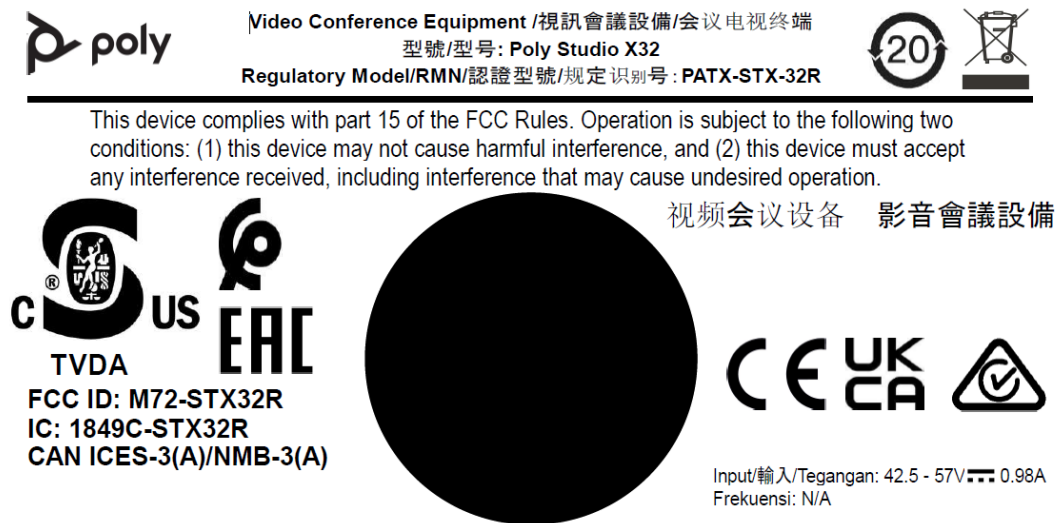 poly
Video Conference Equipment /視訊會議設備/会议电视终端
型號/型号: Poly Studio X32
Regulatory Model/RMN/認證型號/规定识别号 : PATX-STX-32R
20
This device complies with part 15 of the FCC Rules. Operation is subject to the following two
conditions: (1) this device may not cause harmful interference, and (2) this device must accept
any interference received, including interference that may cause undesired operation.
视频会议设备 影音會議設備
C S ® US
TVDA
EAC
FCC ID: M72-STX32R
IC: 1849C-STX32R
CAN ICES-3(A)/NMB-3(A)
CE
UK
CA
Input/輸入/Tegangan: 42.5 - 57V 0.98A
Frekuensi: N/A